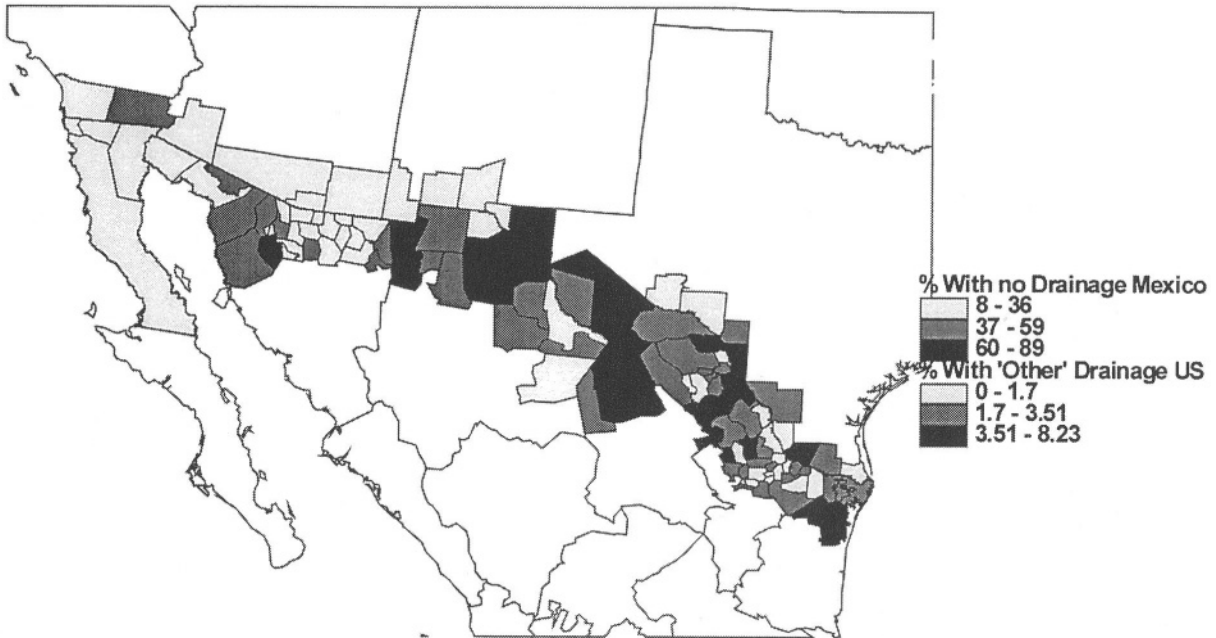 % With no Drainage Mexico
8 - 36
37 - 59
60 - 89
% With 'Other' Drainage US
0 - 1.7
1.7 - 3.51
3.51 - 8.23